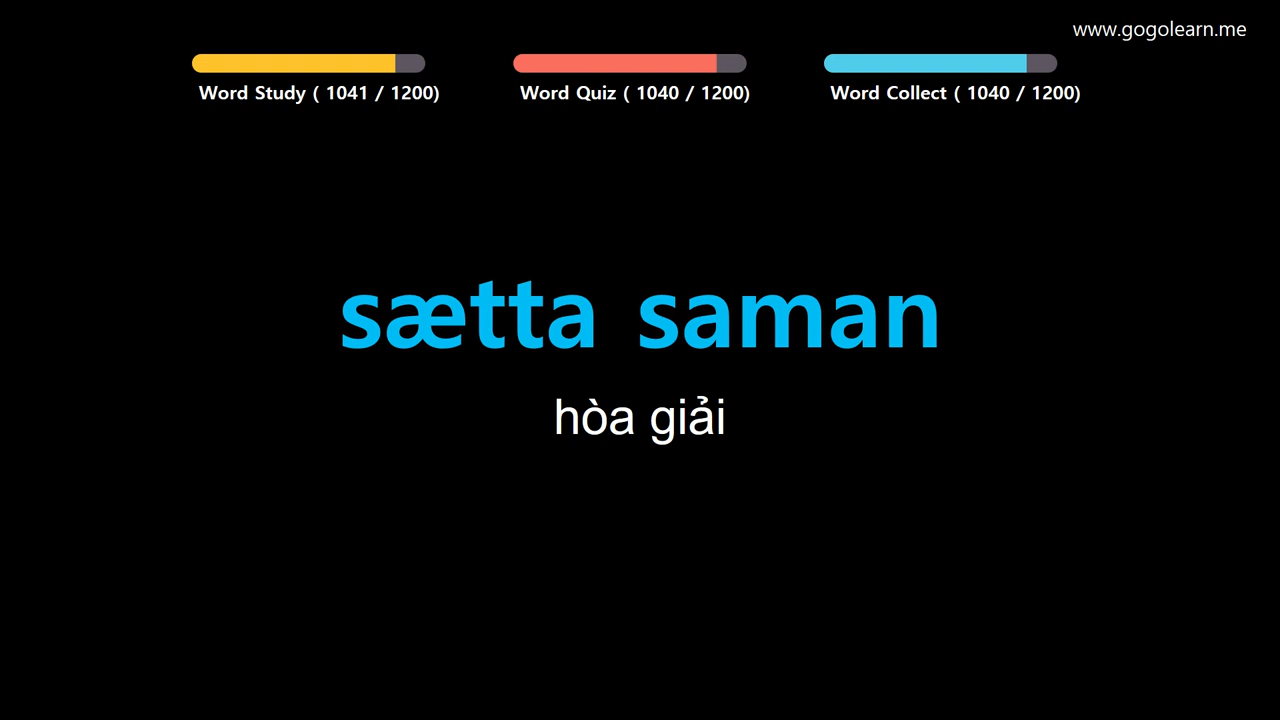 www.gogolearn.me
Word Study ( 1041 / 1200)
Word Quiz ( 1040 / 1200)
Word Collect ( 1040 / 1200)
sætta saman
hòa giải